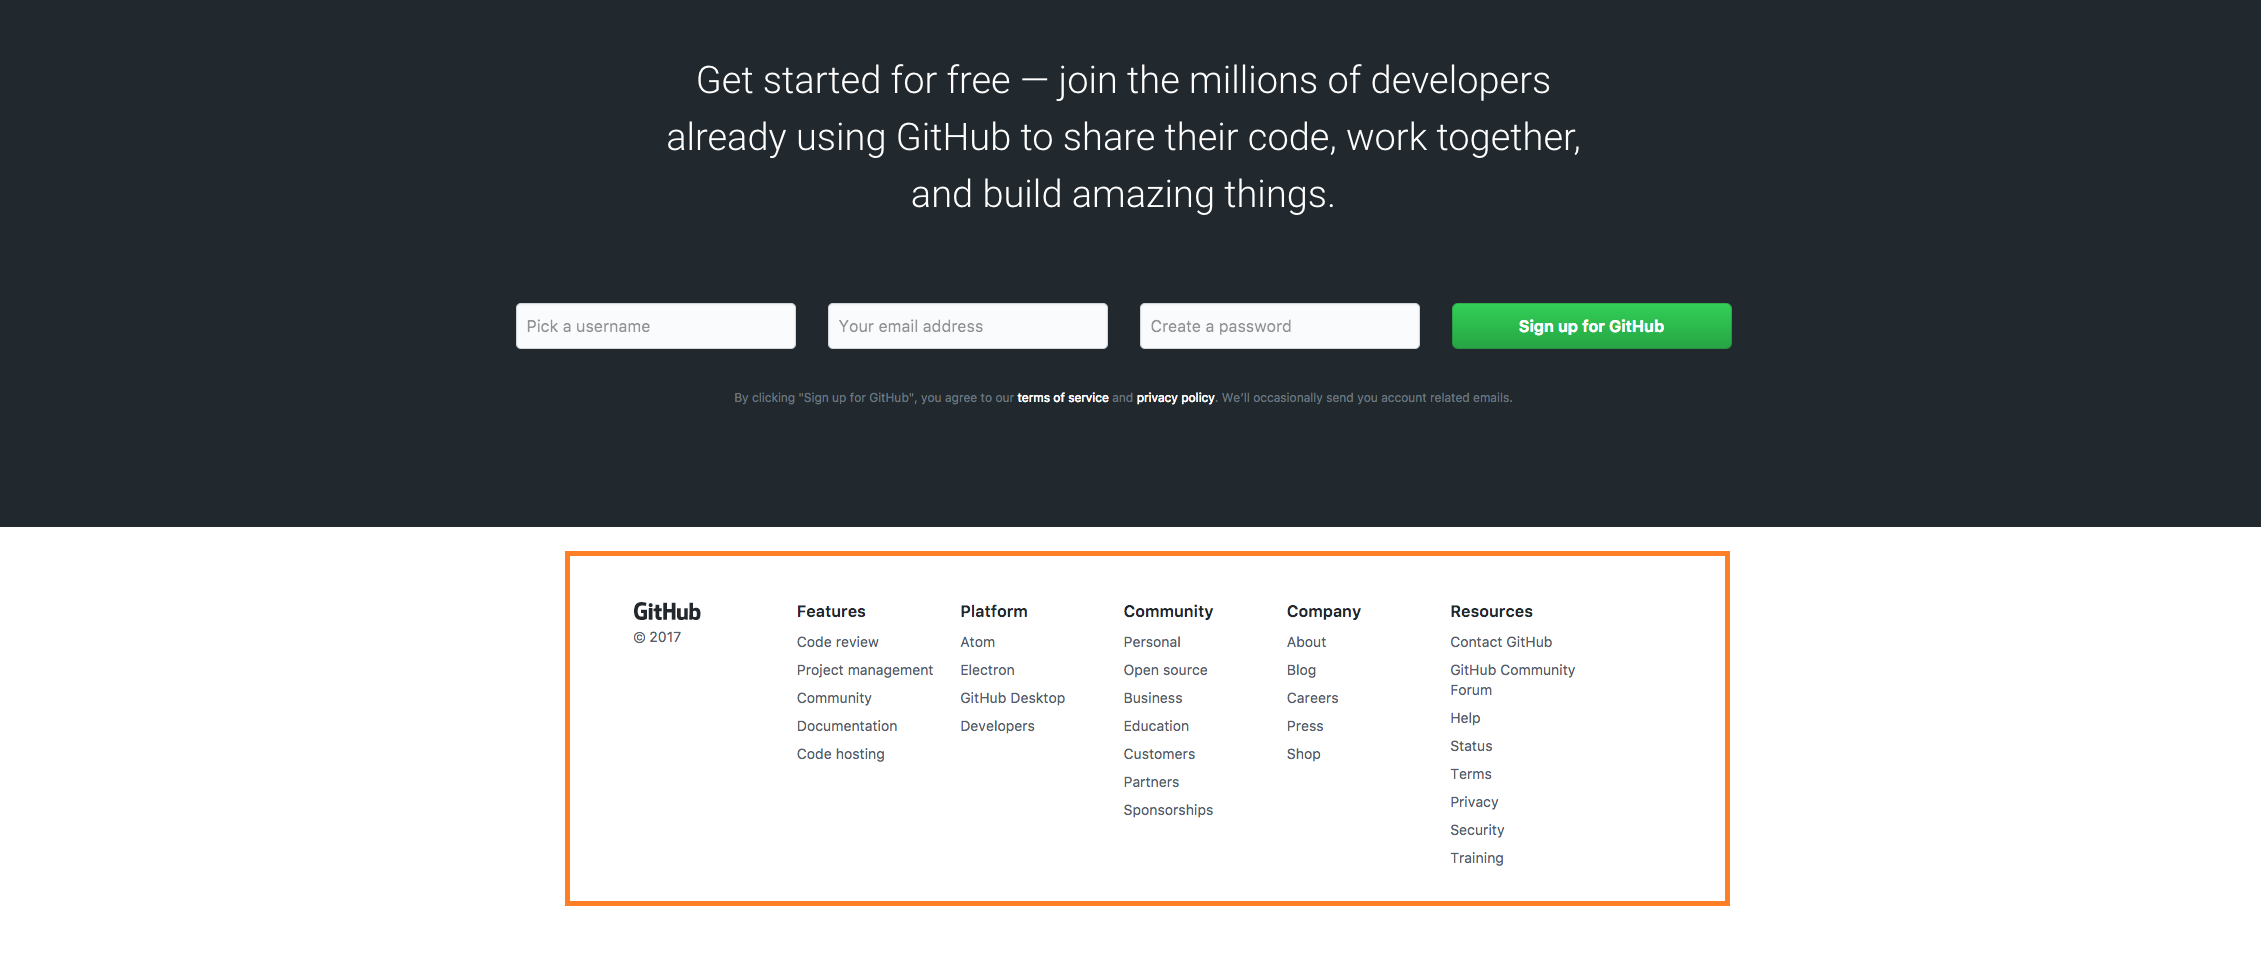 Get started for free — join the millions of developers
already using GitHub to share their code, work together,
and build amazing things.
Pick a username
Your email address
Create a password
Sign up for GitHub
By clicking "Sign up for GitHub", you agree to our terms of service and privacy policy. We'll occasionally send you account related emails.
GitHub
© 2017
Features
Code review
Project management
Community
Documentation
Code hosting
Platform
Atom
Electron
GitHub Desktop
Developers
Community
Personal
Open source
Business
Education
Customers
Partners
Sponsorships
Company
About
Blog
Careers
Press
Shop
Resources
Contact GitHub
GitHub Community
Forum
Help
Status
Terms
Privacy
Security
Training